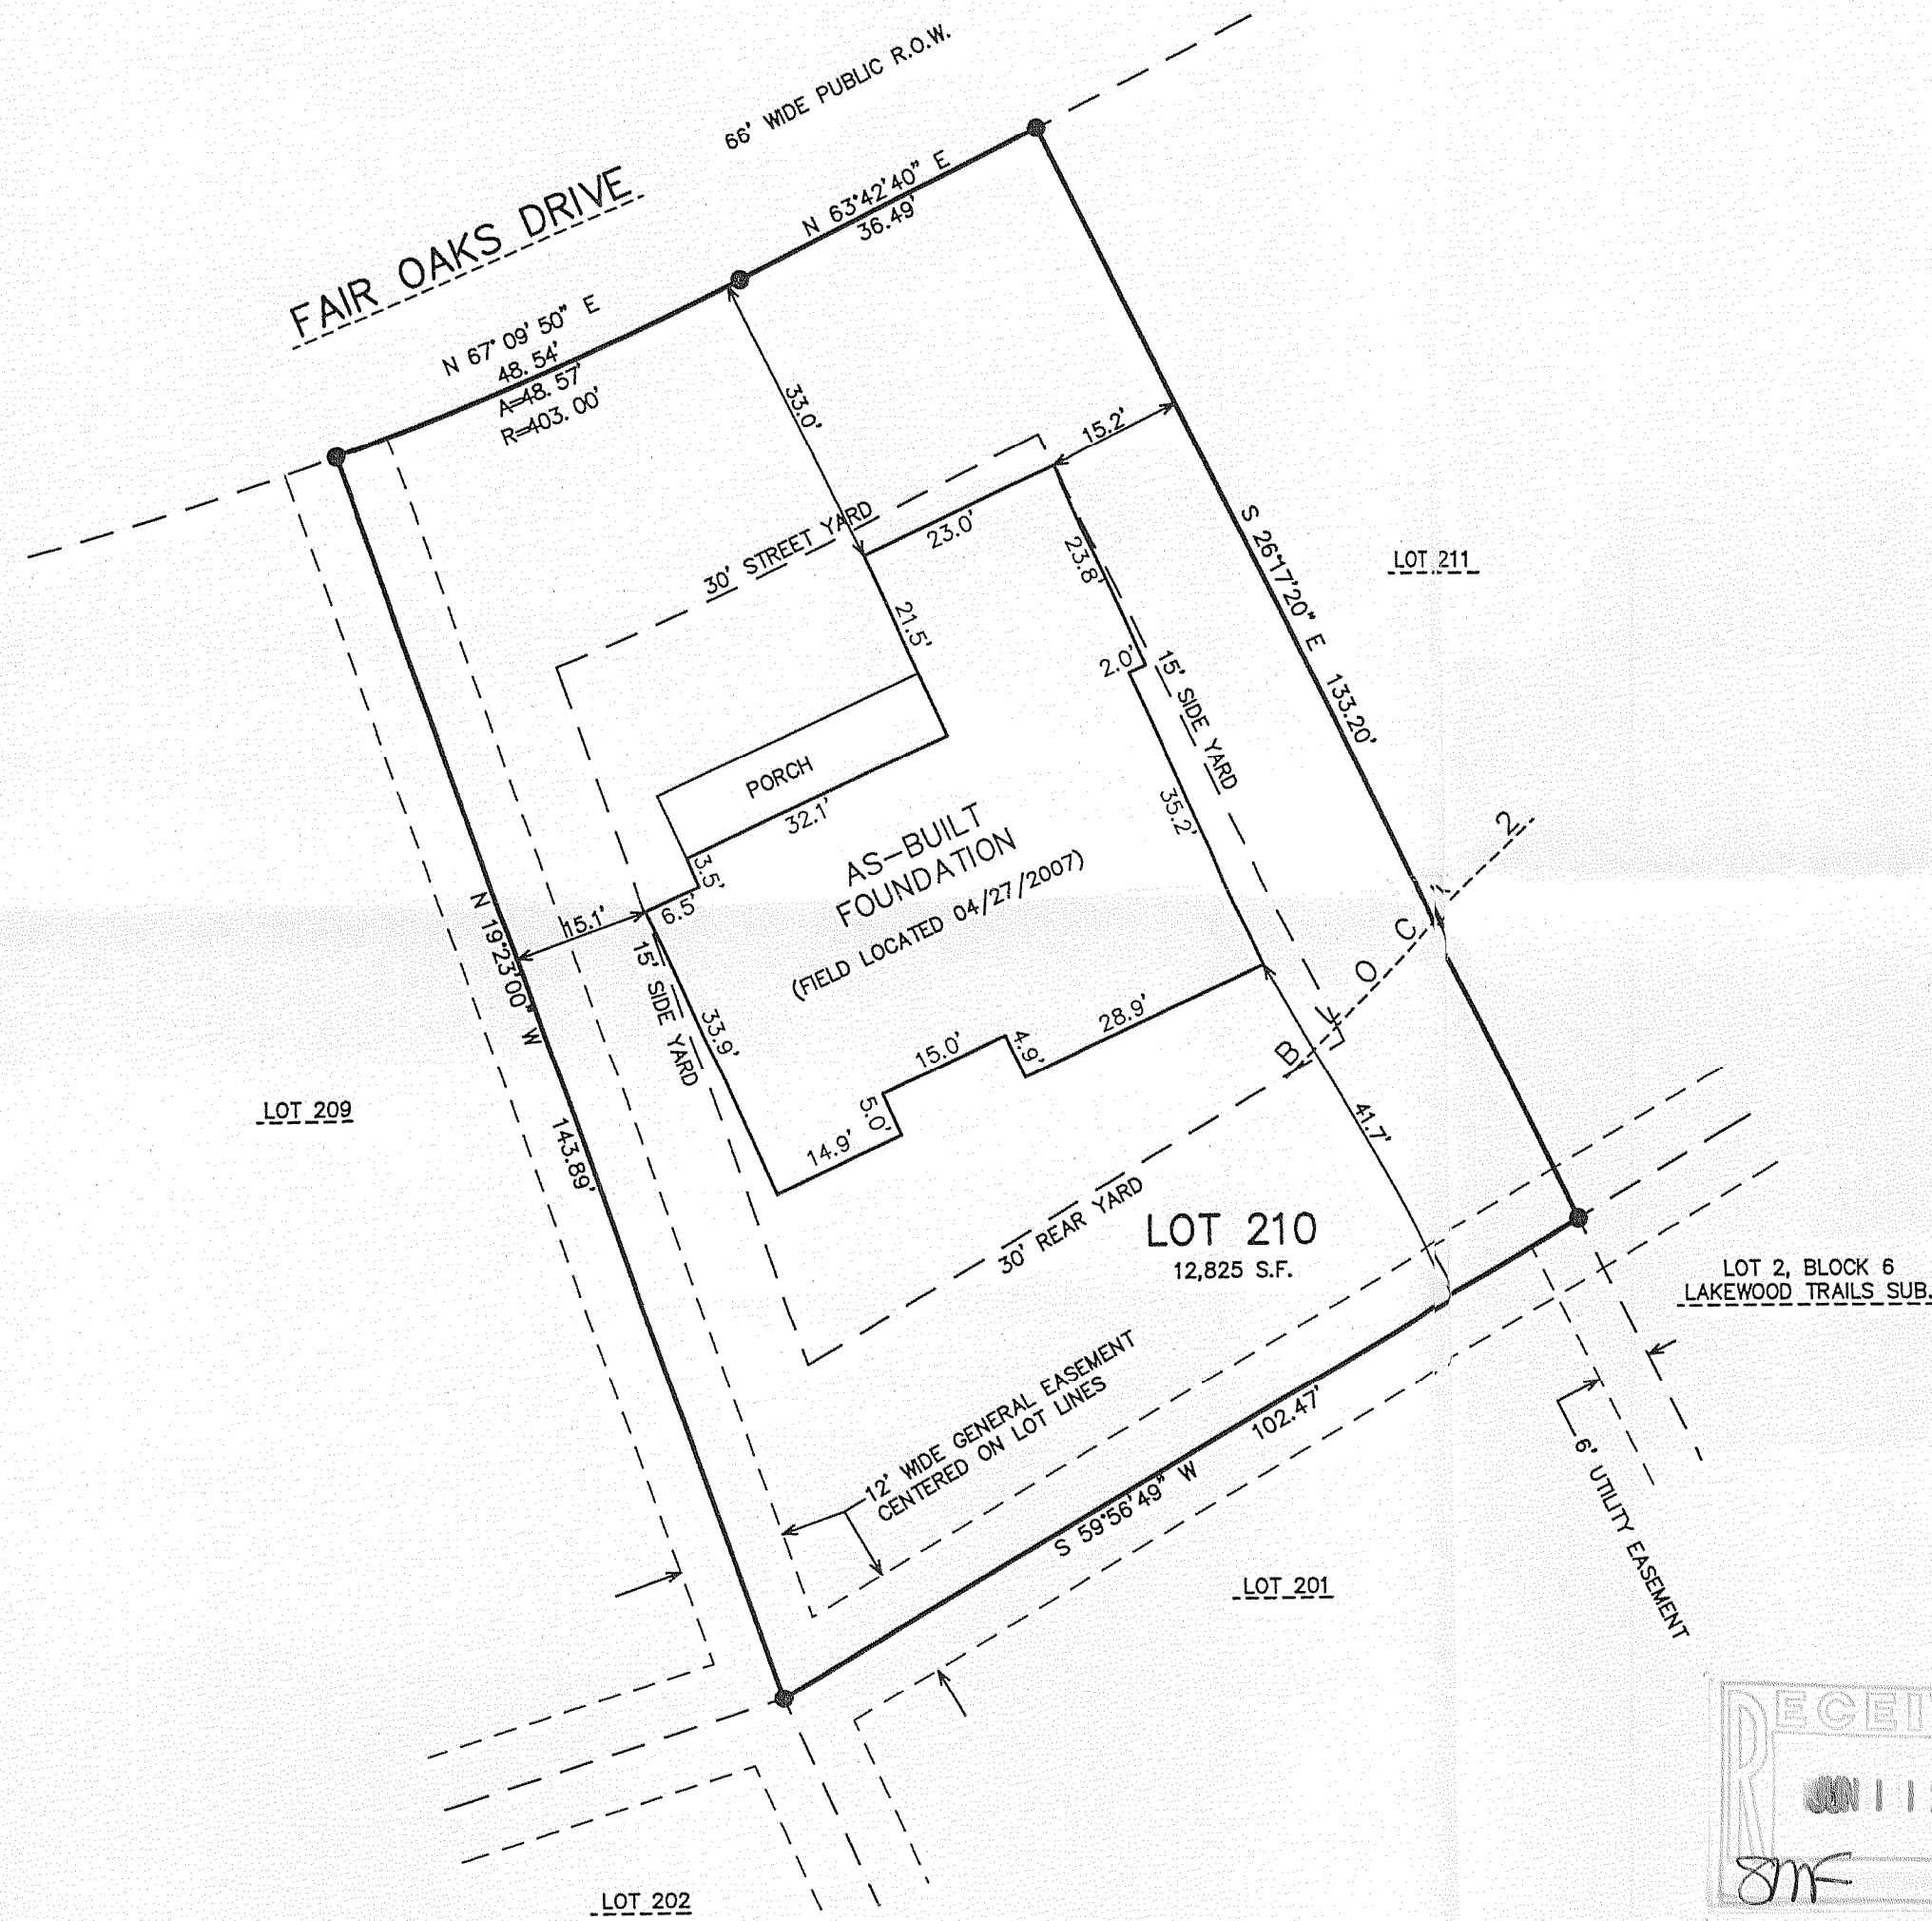 66' WIDE PUBLIC R.O.W.
FAIR OAKS DRIVE
N 63°42'40" E
36.49'
N 67° 09' 50" E
48.54'
A=48.57'
R=403.00'
33.0'
15.2'
30' STREET YARD
23.0'
23.8'
S 26°17'20" E 133.20'
LOT 211
21.5'
2.0'
15' SIDE YARD
PORCH
32.1'
35.2'
AS-BUILT
FOUNDATION
(FIELD LOCATED 04/27/2007)
3.5'
6.5'
15.1'
N 19°23'00" W
143.89'
15' SIDE YARD
33.9'
B O C A 2.
15.0'
4.9'
28.9'
5.0'
14.9'
41.7'
LOT 209
30' REAR YARD
LOT 210
12,825 S.F.
LOT 2, BLOCK 6
LAKEWOOD TRAILS SUB.
12' WIDE GENERAL EASEMENT
CENTERED ON LOT LINES
102.47'
S 59°56'49" W
6' UTILITY EASEMENT
LOT 201
LOT 202
RECEI
JUN 11